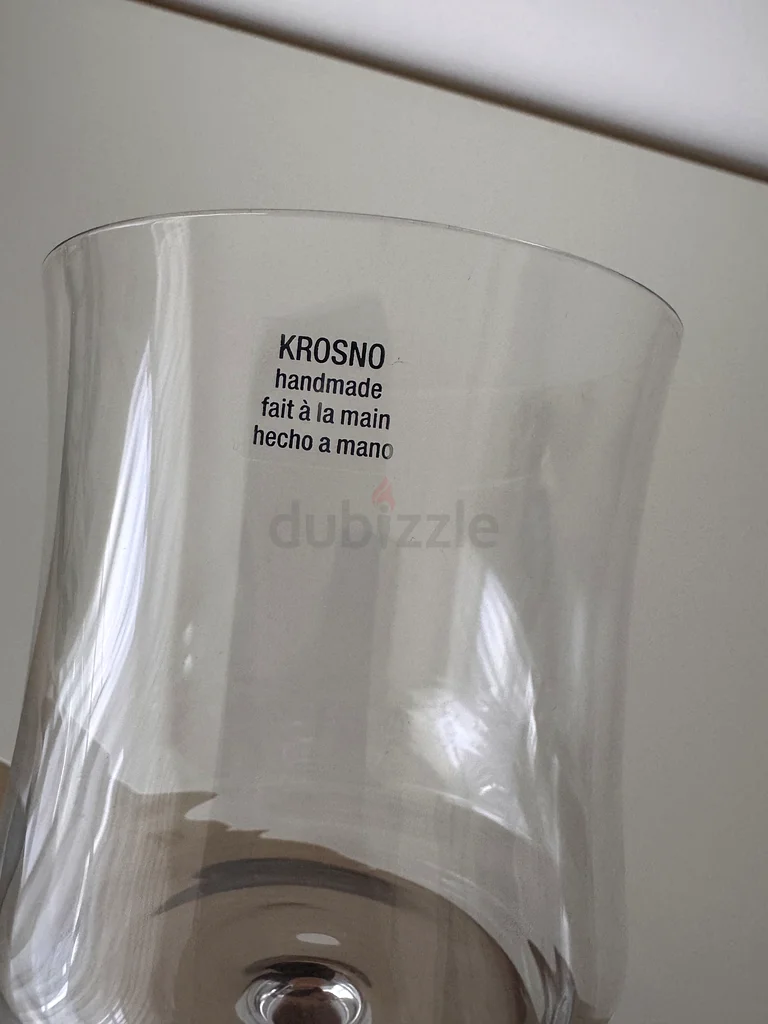 KROSNO
handmade
fait à la main
hecho a mano
dubizzle